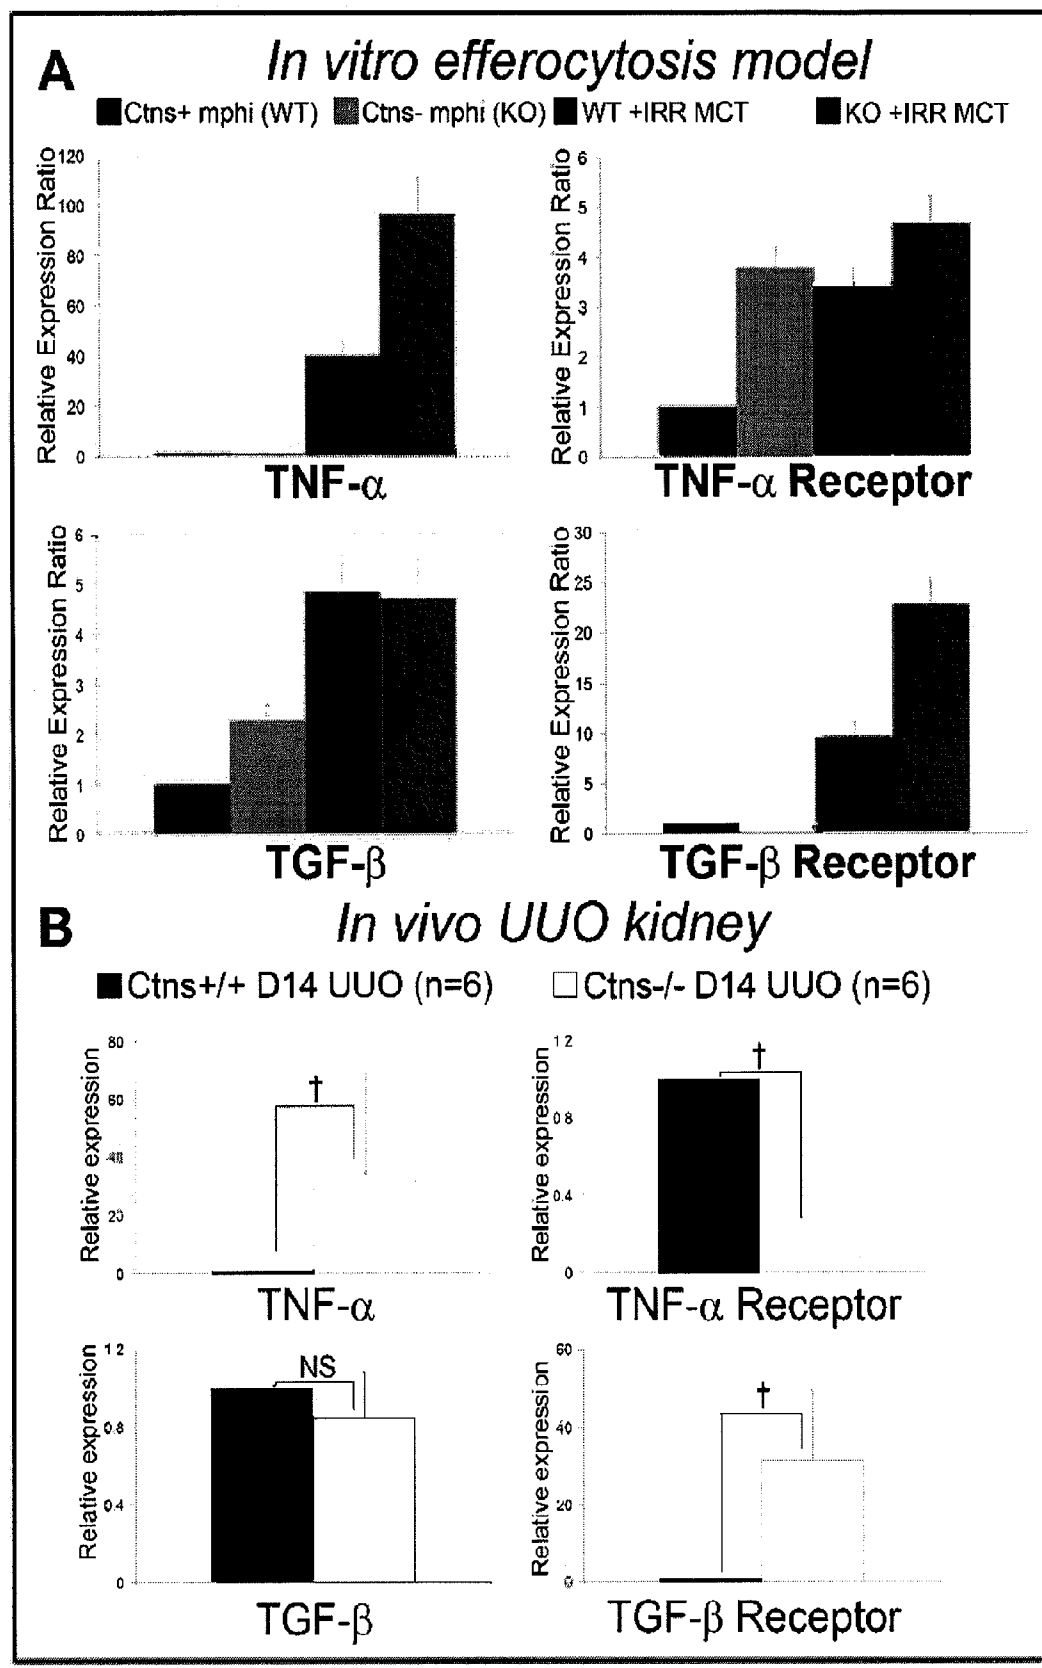 A
In vitro efferocytosis model
Ctns+ mphi (WT) Ctns- mphi (KO) WT +IRR MCT KO +IRR MCT
Relative Expression Ratio
120
100
80
60
40
20
0
TNF-α
Relative Expression Ratio
6
5
4
3
2
1
0
TNF-α Receptor
Relative Expression Ratio
6
5
4
3
2
1
0
TGF-β
Relative Expression Ratio
30
25
20
15
10
5
0
TGF-β Receptor
B
In vivo UUO kidney
Ctns+/+ D14 UUO (n=6) Ctns-/- D14 UUO (n=6)
Relative expression
80
60
40
20
0
†
TNF-α
Relative expression
1 2
0 8
0.4
0
†
TNF-α Receptor
Relative expression
1 2
0.8
0.4
0
NS
TGF-β
Relative expression
60
40
20
0
†
TGF-β Receptor